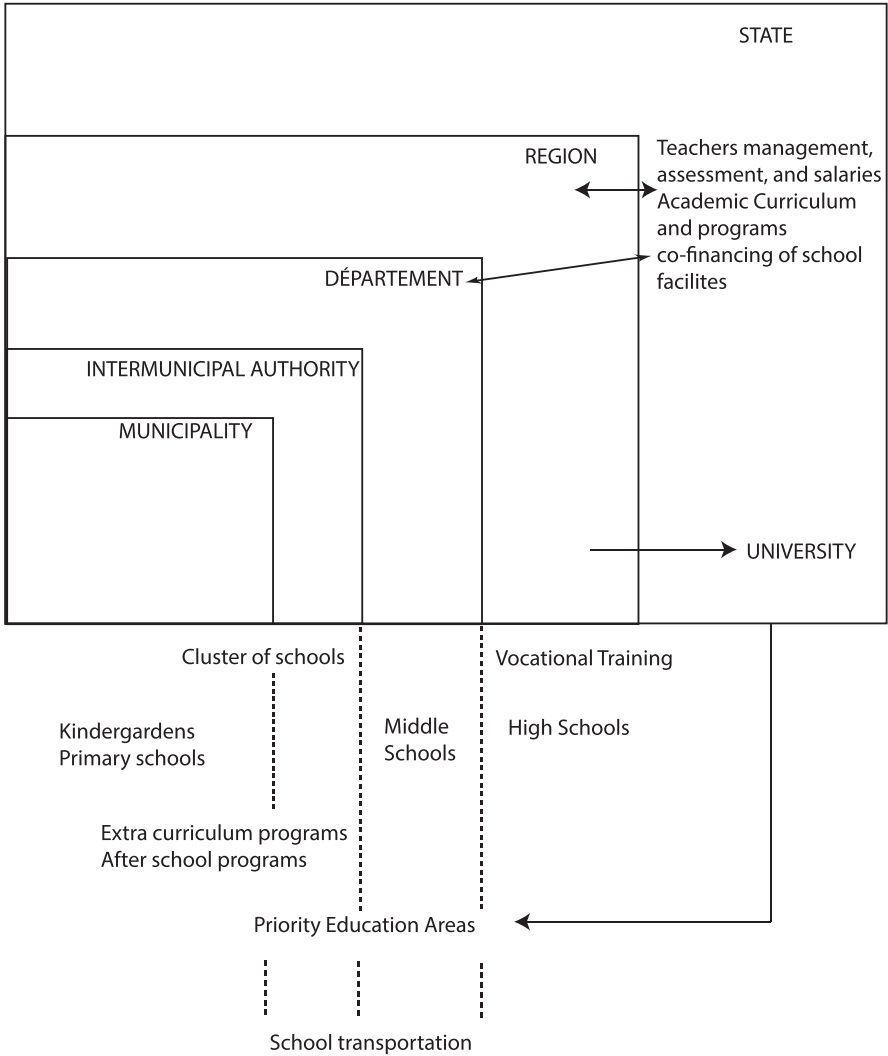 STATE
REGION
Teachers management,
assessment, and salaries
Academic Curriculum
and programs
co-financing of school
facilites
DÉPARTEMENT
INTERMUNICIPAL AUTHORITY
MUNICIPALITY
UNIVERSITY
Cluster of schools
Vocational Training
Kindergardens
Primary schools
Middle
Schools
High Schools
Extra curriculum programs
After school programs
Priority Education Areas
School transportation